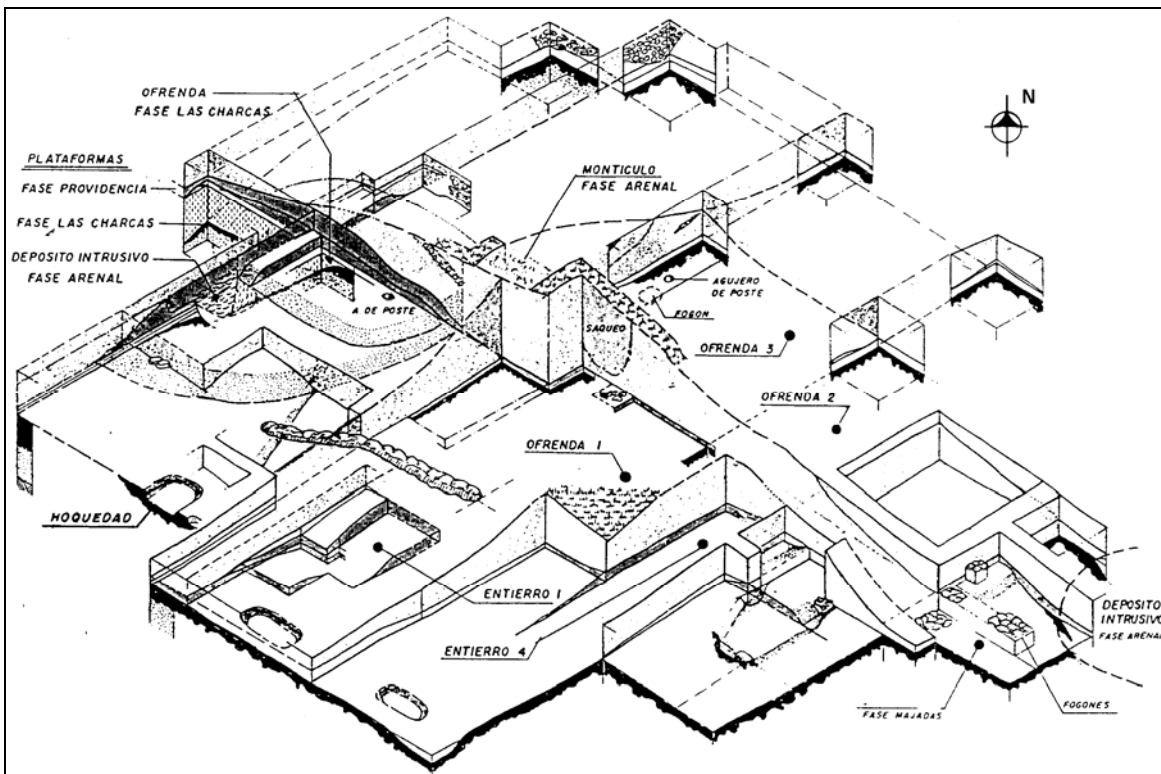 OFRENDA
FASE LAS CHARCAS
N
PLATAFORMAS
FASE PROVIDENCIA
MONTICULO
FASE ARENAL
FASE LAS CHARCAS
DEPOSITO INTRUSIVO
FASE ARENAL
A. DE POSTE
AGUJERO
DE POSTE
FOGON
SAQUEO
OFRENDA 3
OFRENDA 2
OFRENDA 1
HOQUEDAD
ENTIERRO 1
ENTIERRO 4
DEPOSITO
INTRUSIVO
FASE ARENAL
FASE MAJADAS
FOGONES